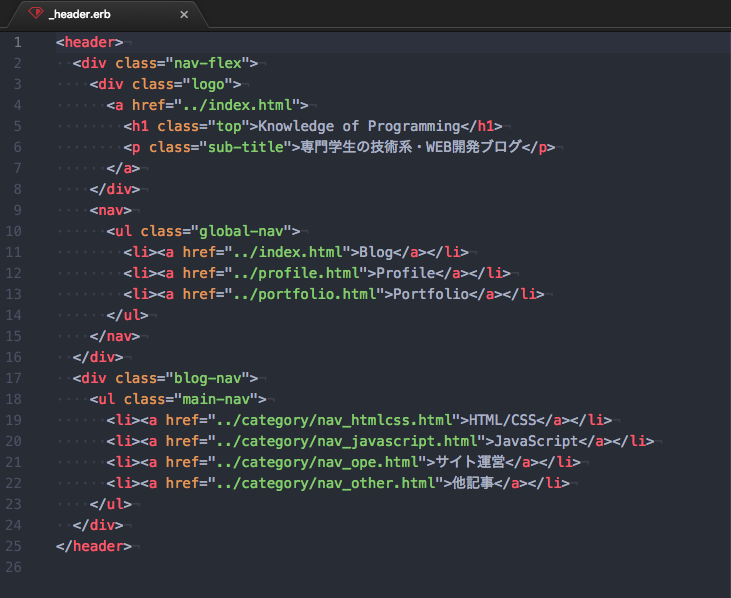 _header.erb ×
1 <header>
2 <div class="nav-flex">
3 <div class="logo">
4 <a href="../index.html">
5 <h1 class="top">Knowledge of Programming</h1>
6 <p class="sub-title">専門学生の技術系・WEB開発ブログ</p>
7 </a>
8 </div>
9 <nav>
10 <ul class="global-nav">
11 <li><a href="../index.html">Blog</a></li>
12 <li><a href="../profile.html">Profile</a></li>
13 <li><a href="../portfolio.html">Portfolio</a></li>
14 </ul>
15 </nav>
16 </div>
17 <div class="blog-nav">
18 <ul class="main-nav">
19 <li><a href="../category/nav_htmlcss.html">HTML/CSS</a></li>
20 <li><a href="../category/nav_javascript.html">JavaScript</a></li>
21 <li><a href="../category/nav_ope.html">サイト運営</a></li>
22 <li><a href="../category/nav_other.html">他記事</a></li>
23 </ul>
24 </div>
25 </header>
26